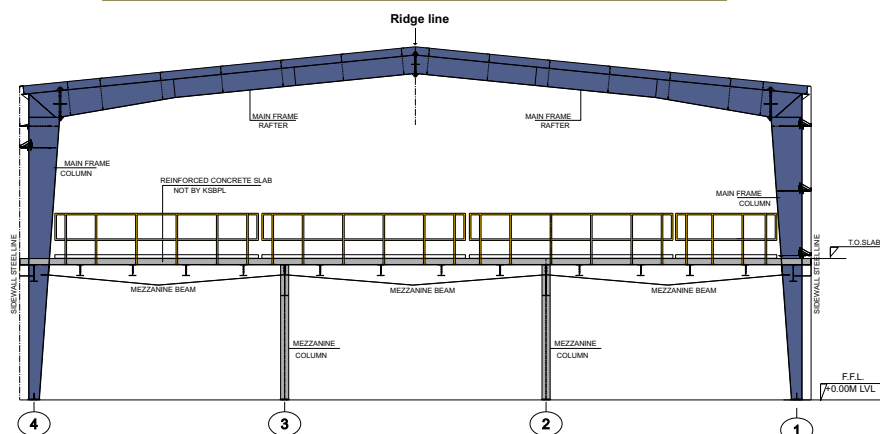 Ridge line
MAIN FRAME
RAFTER
MAIN FRAME
RAFTER
MAIN FRAME
COLUMN
REINFORCED CONCRETE SLAB
NOT BY KSBPL
MAIN FRAME
COLUMN
T.O.SLAB
SIDEWALL STEEL LINE
SIDEWALL STEEL LINE
MEZZANINE BEAM
MEZZANINE BEAM
MEZZANINE BEAM
MEZZANINE
COLUMN
MEZZANINE
COLUMN
F.F.L.
+0.00M LVL
4
3
2
1